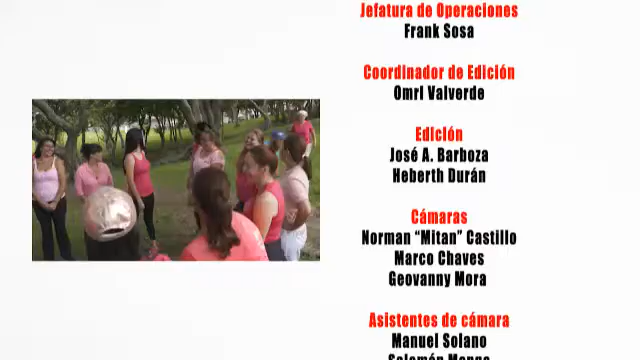 Jefatura de Operaciones
Frank Sosa
Coordinador de Edición
Omri Valverde
Edición
José A. Barboza
Heberth Durán
Cámaras
Norman “Mitan” Castillo
Marco Chaves
Geovanny Mora
Asistentes de cámara
Manuel Solano